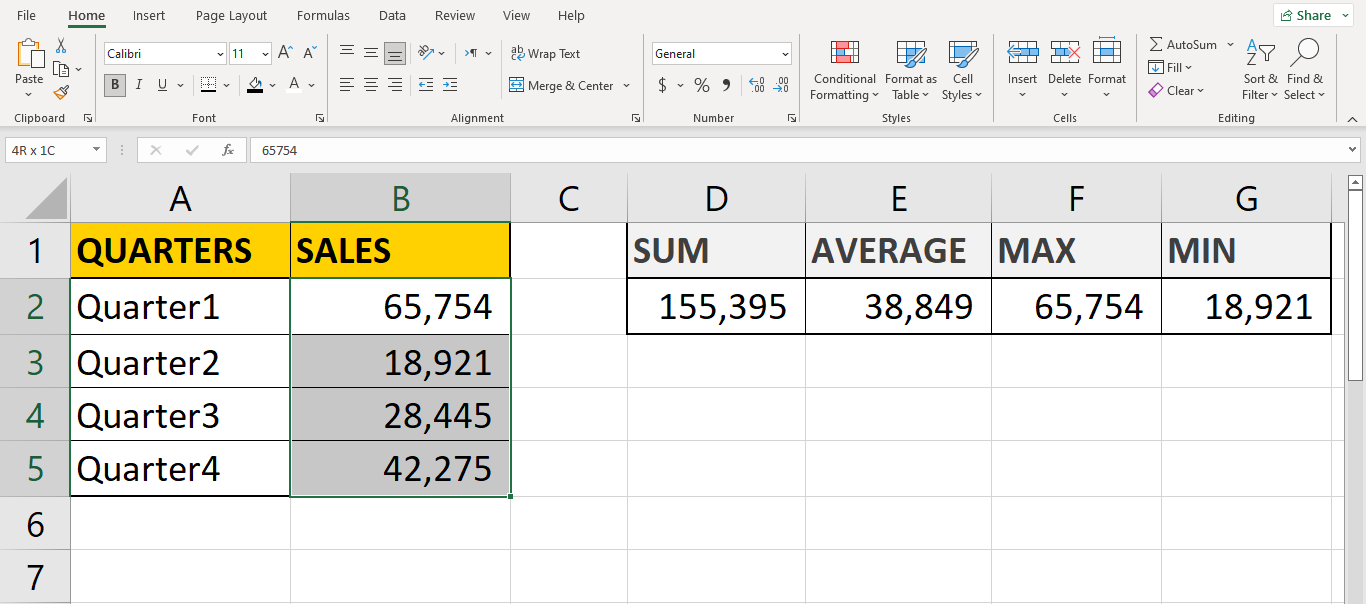 File Home Insert Page Layout Formulas Data Review View Help Share
Calibri 11 A^ A˅ ab Wrap Text General AutoSum
Paste B I U A Merge & Center $ % 9 .00 Conditional Formatting Format as Table Cell Styles Insert Delete Format Fill Clear Sort & Filter Find & Select
Clipboard Font Alignment Number Styles Cells Editing
4R x 1C fx 65754
A B C D E F G
1 QUARTERS SALES SUM AVERAGE MAX MIN
2 Quarter1 65,754 155,395 38,849 65,754 18,921
3 Quarter2 18,921
4 Quarter3 28,445
5 Quarter4 42,275
6
7